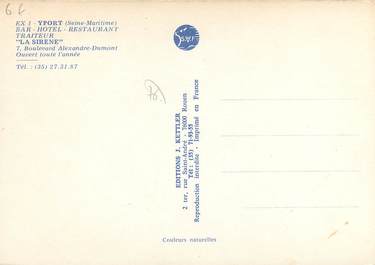 6 f
EX 1 - YPORT (Seine-Maritime)
BAR - HOTEL - RESTAURANT
TRAITEUR
"LA SIRENE"
7, Boulevard Alexandre-Dumont
Ouvert toute l'année
Tél. : (35) 27.31.87
EDITIONS J. KETTLER
2 ter, rue Saint-André - 76000 Rouen
Tél : (35) 71-93-55
Reproduction interdite - Imprimé en France
Couleurs naturelles